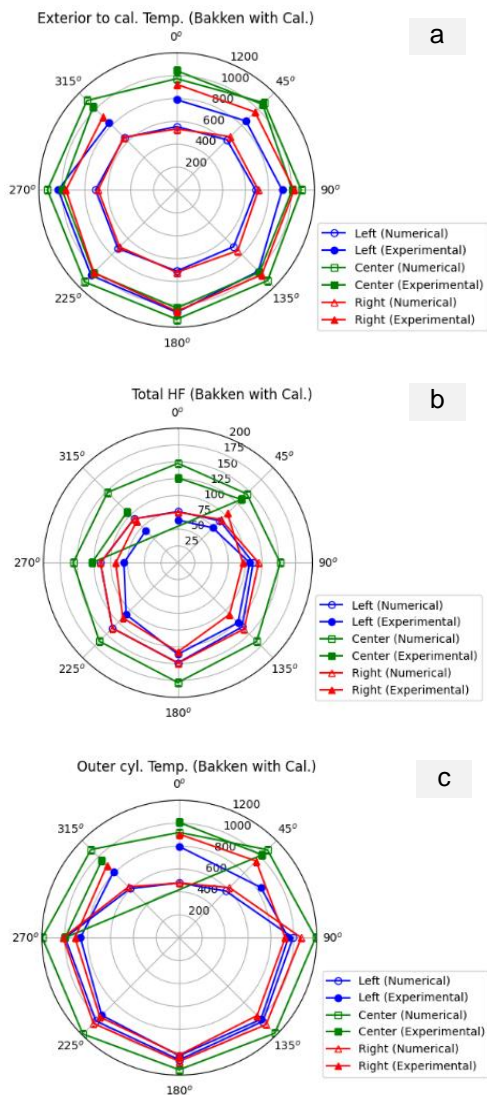 Exterior to cal. Temp. (Bakken with Cal.)
a
0°
315°
45°
1200
1000
800
600
400
200
270°
90°
Left (Numerical)
Left (Experimental)
Center (Numerical)
Center (Experimental)
Right (Numerical)
Right (Experimental)
225°
135°
180°
Total HF (Bakken with Cal.)
b
0°
315°
45°
200
175
150
125
100
75
50
25
270°
90°
Left (Numerical)
Left (Experimental)
Center (Numerical)
Center (Experimental)
Right (Numerical)
Right (Experimental)
225°
135°
180°
Outer cyl. Temp. (Bakken with Cal.)
c
0°
315°
45°
1200
1000
800
600
400
200
270°
90°
Left (Numerical)
Left (Experimental)
Center (Numerical)
Center (Experimental)
Right (Numerical)
Right (Experimental)
225°
135°
180°